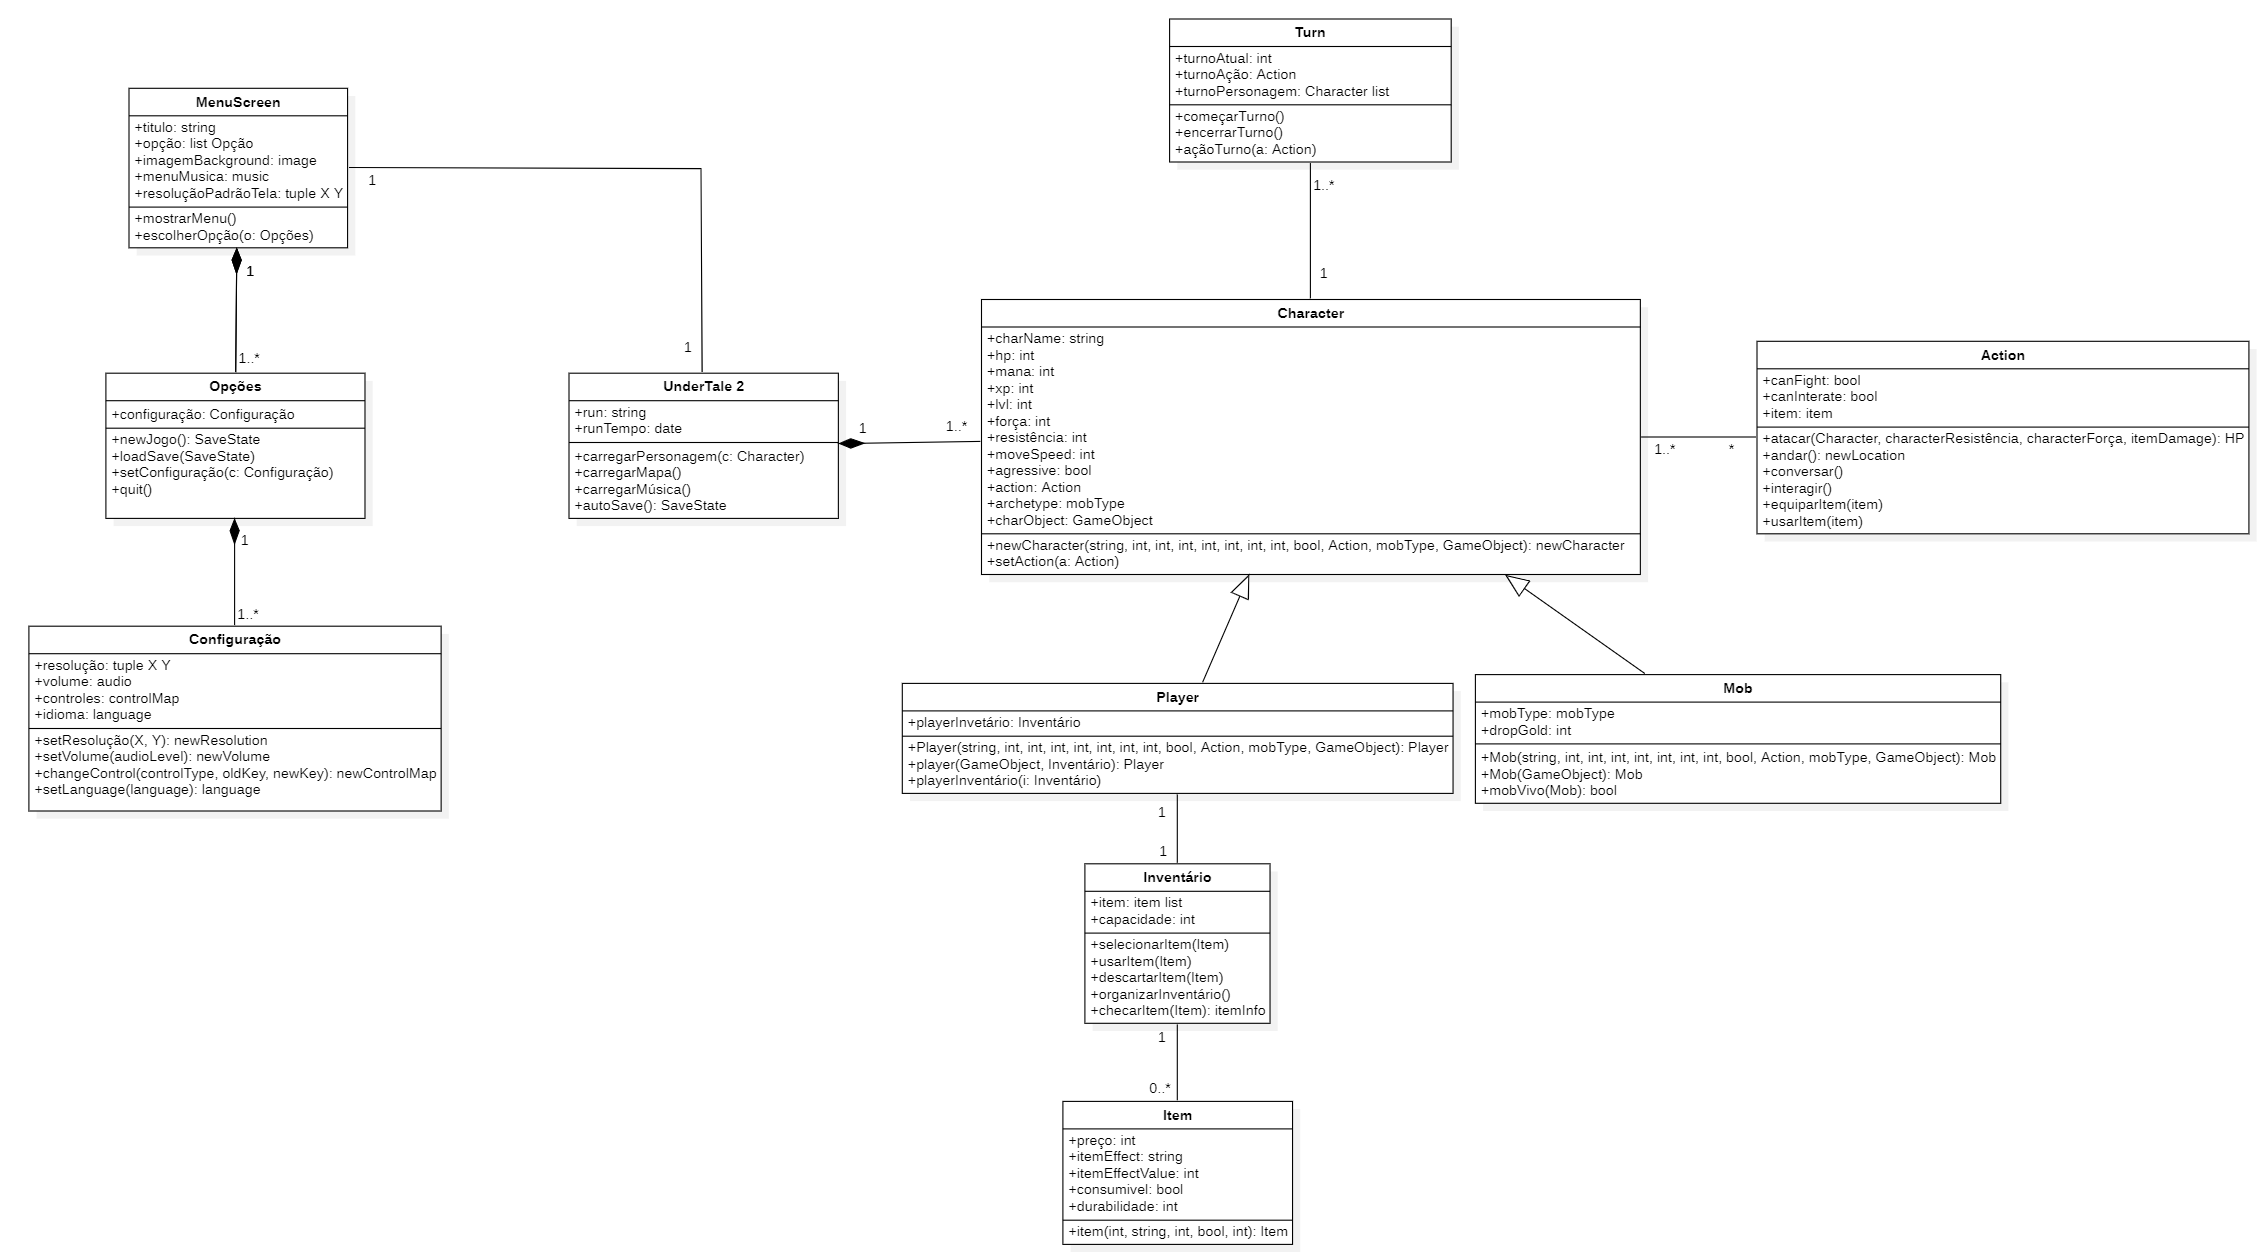 Turn
+turnoAtual: int
+turnoAção: Action
+turnoPersonagem: Character list
+começarTurno()
+encerrarTurno()
+açãoTurno(a: Action)
1..*
1
MenuScreen
+titulo: string
+opção: list Opção
+imagemBackground: image
+menuMusica: music
+resoluçãoPadrãoTela: tuple X Y
+mostrarMenu()
+escolherOpção(o: Opções)
1
1
1
1..*
Opções
+configuração: Configuração
+newJogo(): SaveState
+loadSave(SaveState)
+setConfiguração(c: Configuração)
+quit()
1
1..*
Configuração
+resolução: tuple X Y
+volume: audio
+controles: controlMap
+idioma: language
+setResolução(X, Y): newResolution
+setVolume(audioLevel): newVolume
+changeControl(controlType, oldKey, newKey): newControlMap
+setLanguage(language): language
UnderTale 2
+run: string
+runTempo: date
+carregarPersonagem(c: Character)
+carregarMapa()
+carregarMúsica()
+autoSave(): SaveState
1
1..*
Character
+charName: string
+hp: int
+mana: int
+xp: int
+lvl: int
+força: int
+resistência: int
+moveSpeed: int
+agressive: bool
+action: Action
+archetype: mobType
+charObject: GameObject
+newCharacter(string, int, int, int, int, int, int, int, bool, Action, mobType, GameObject): newCharacter
+setAction(a: Action)
1..*
*
Action
+canFight: bool
+canInterate: bool
+item: item
+atacar(Character, characterResistência, characterForça, itemDamage): HP
+andar(): newLocation
+conversar()
+interagir()
+equiparItem(item)
+usarItem(item)
Player
+playerInvetário: Inventário
+Player(string, int, int, int, int, int, int, int, bool, Action, mobType, GameObject): Player
+player(GameObject, Inventário): Player
+playerInventário(i: Inventário)
Mob
+mobType: mobType
+dropGold: int
+Mob(string, int, int, int, int, int, int, int, bool, Action, mobType, GameObject): Mob
+Mob(GameObject): Mob
+mobVivo(Mob): bool
1
1
Inventário
+item: item list
+capacidade: int
+selecionarItem(Item)
+usarItem(Item)
+descartarItem(Item)
+organizarInventário()
+checarItem(Item): itemInfo
1
0..*
Item
+preço: int
+itemEffect: string
+itemEffectValue: int
+consumivel: bool
+durabilidade: int
+item(int, string, int, bool, int): Item